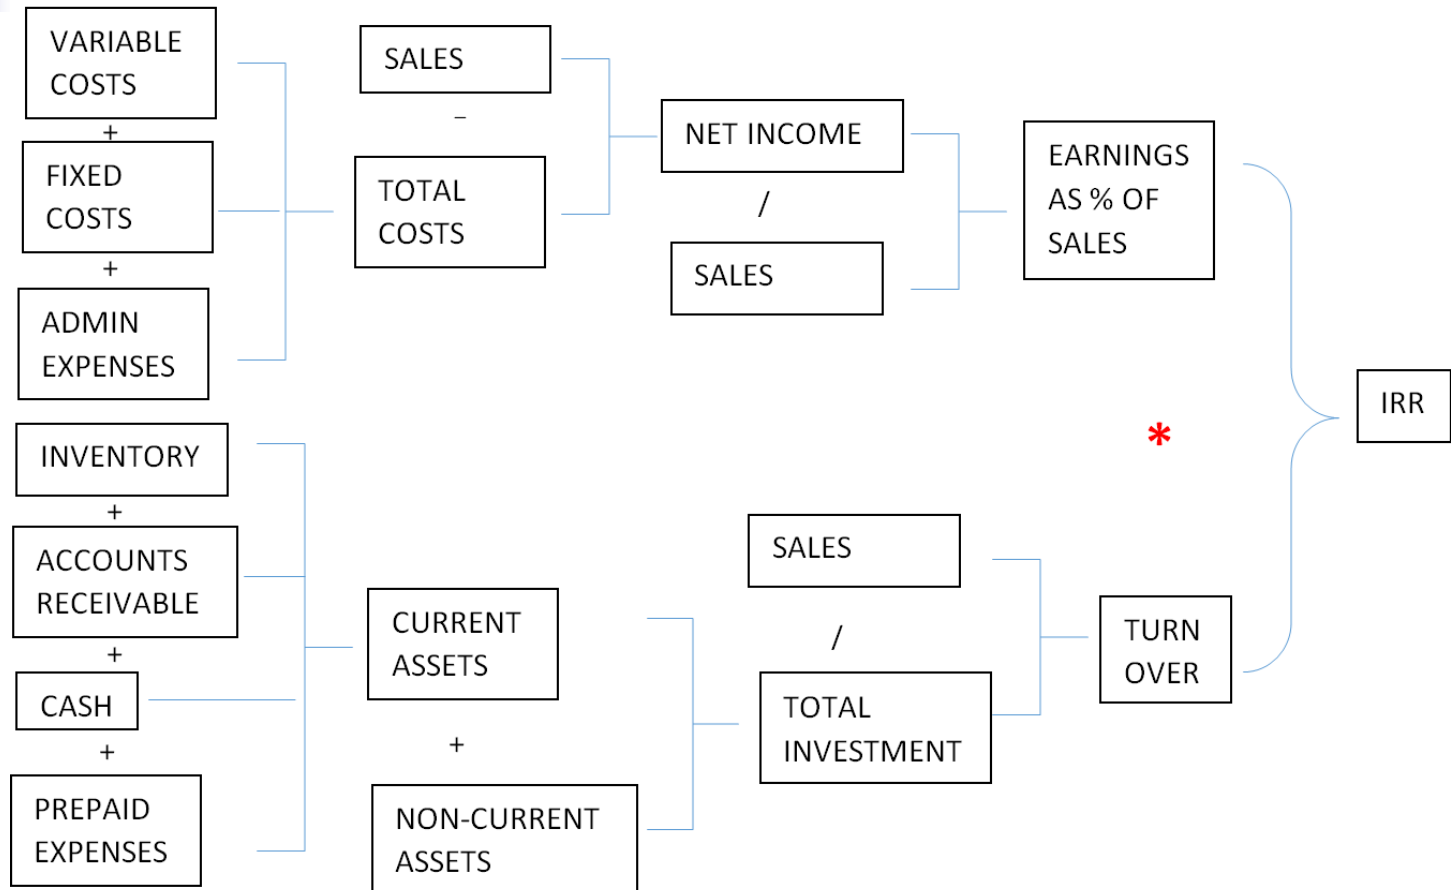 VARIABLE
COSTS
+
FIXED
COSTS
+
ADMIN
EXPENSES
SALES
–
TOTAL
COSTS
NET INCOME
/
SALES
EARNINGS
AS % OF
SALES
INVENTORY
+
ACCOUNTS
RECEIVABLE
+
CASH
+
PREPAID
EXPENSES
CURRENT
ASSETS
+
NON-CURRENT
ASSETS
SALES
/
TOTAL
INVESTMENT
TURN
OVER
*
IRR